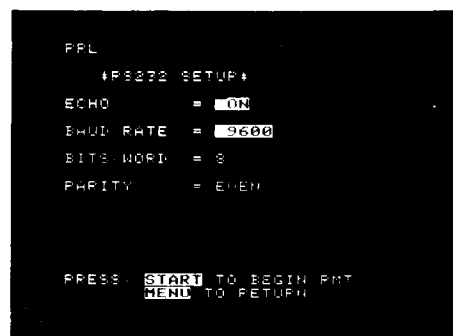 PRL
*RS232 SETUP*
ECHO = ON
BAUD RATE = 9600
BITS/WORD = 8
PARITY = EVEN
PRESS: START TO BEGIN RMT
MENU TO RETURN